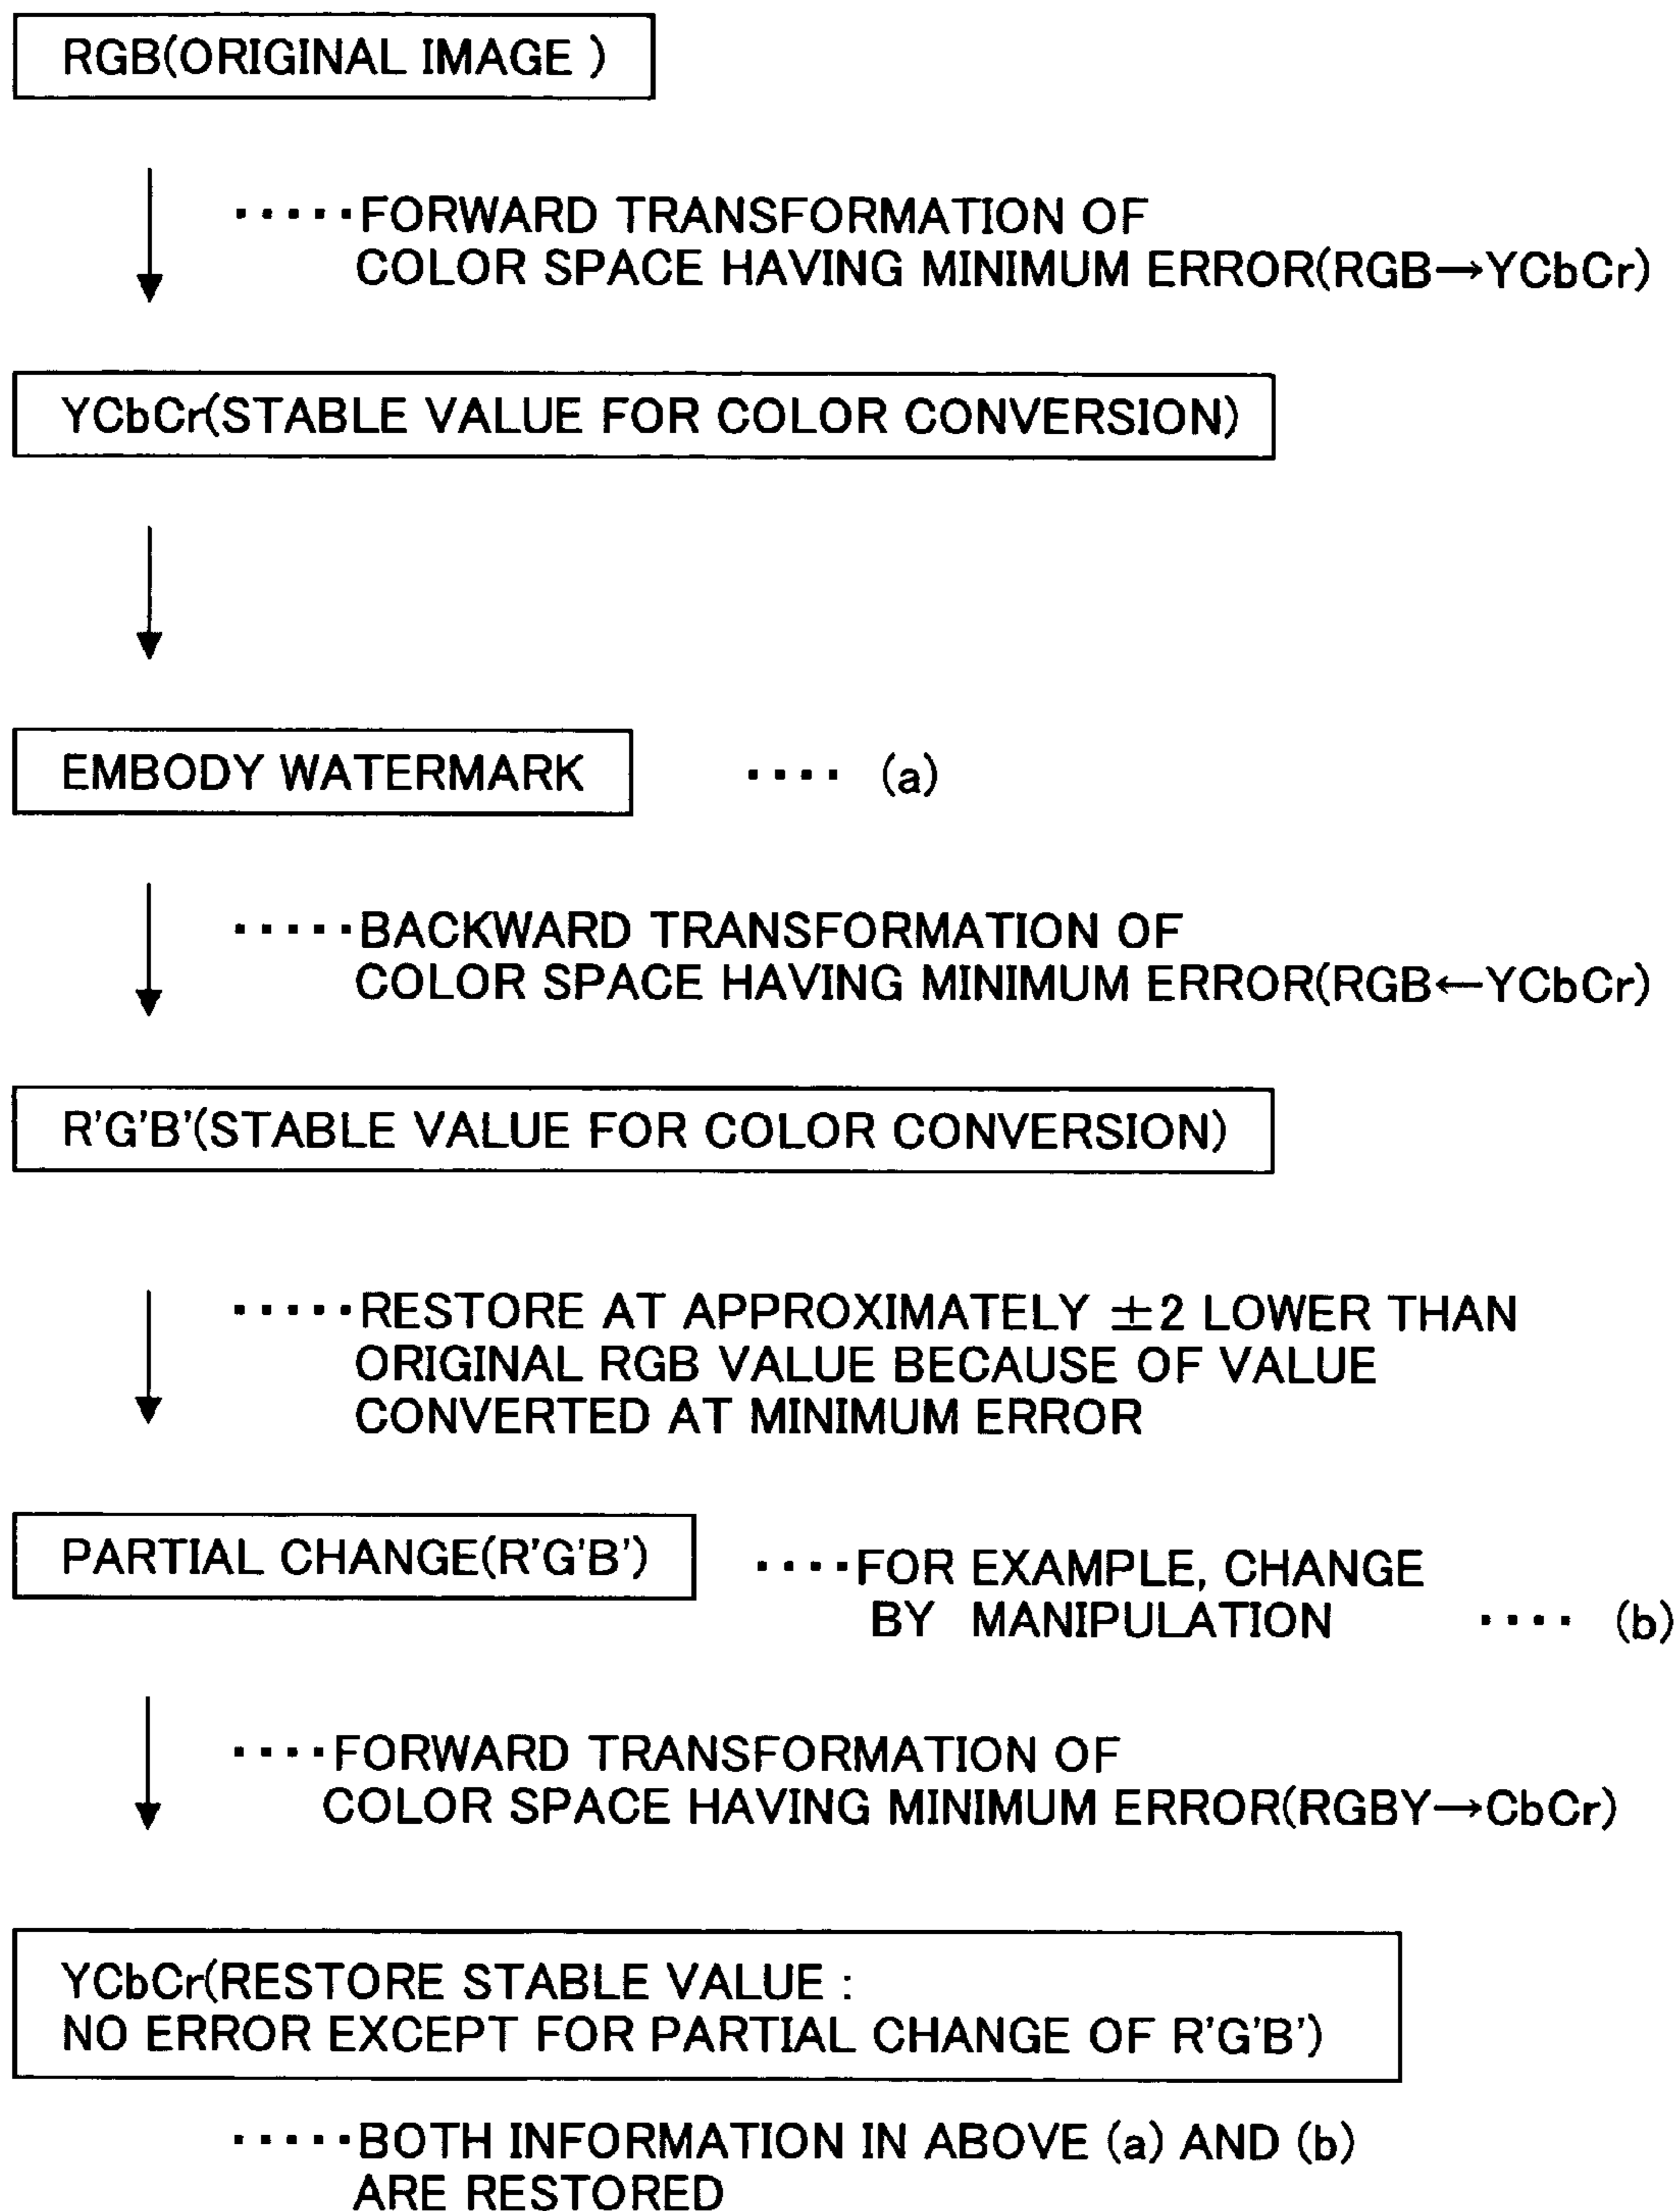 RGB(ORIGINAL IMAGE )
·····FORWARD TRANSFORMATION OF
COLOR SPACE HAVING MINIMUM ERROR(RGB→YCbCr)
YCbCr(STABLE VALUE FOR COLOR CONVERSION)
EMBODY WATERMARK ···· (a)
·····BACKWARD TRANSFORMATION OF
COLOR SPACE HAVING MINIMUM ERROR(RGB←YCbCr)
R'G'B'(STABLE VALUE FOR COLOR CONVERSION)
·····RESTORE AT APPROXIMATELY ±2 LOWER THAN
ORIGINAL RGB VALUE BECAUSE OF VALUE
CONVERTED AT MINIMUM ERROR
PARTIAL CHANGE(R'G'B') ····FOR EXAMPLE, CHANGE
BY MANIPULATION ···· (b)
····FORWARD TRANSFORMATION OF
COLOR SPACE HAVING MINIMUM ERROR(RGBY→CbCr)
YCbCr(RESTORE STABLE VALUE :
NO ERROR EXCEPT FOR PARTIAL CHANGE OF R'G'B')
·····BOTH INFORMATION IN ABOVE (a) AND (b)
ARE RESTORED